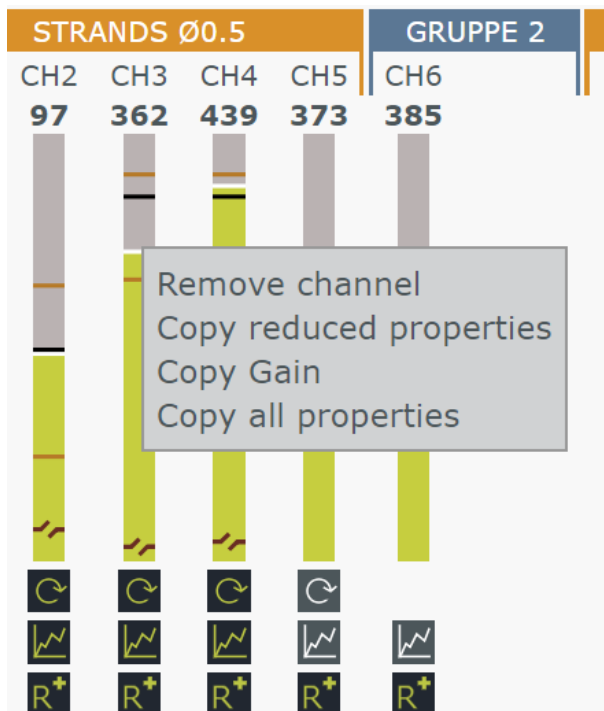 STRANDS Ø0.5 GRUPPE 2
CH2 CH3 CH4 CH5 CH6
97 362 439 373 385
Remove channel
Copy reduced properties
Copy Gain
Copy all properties
R+ R+ R+ R+ R+